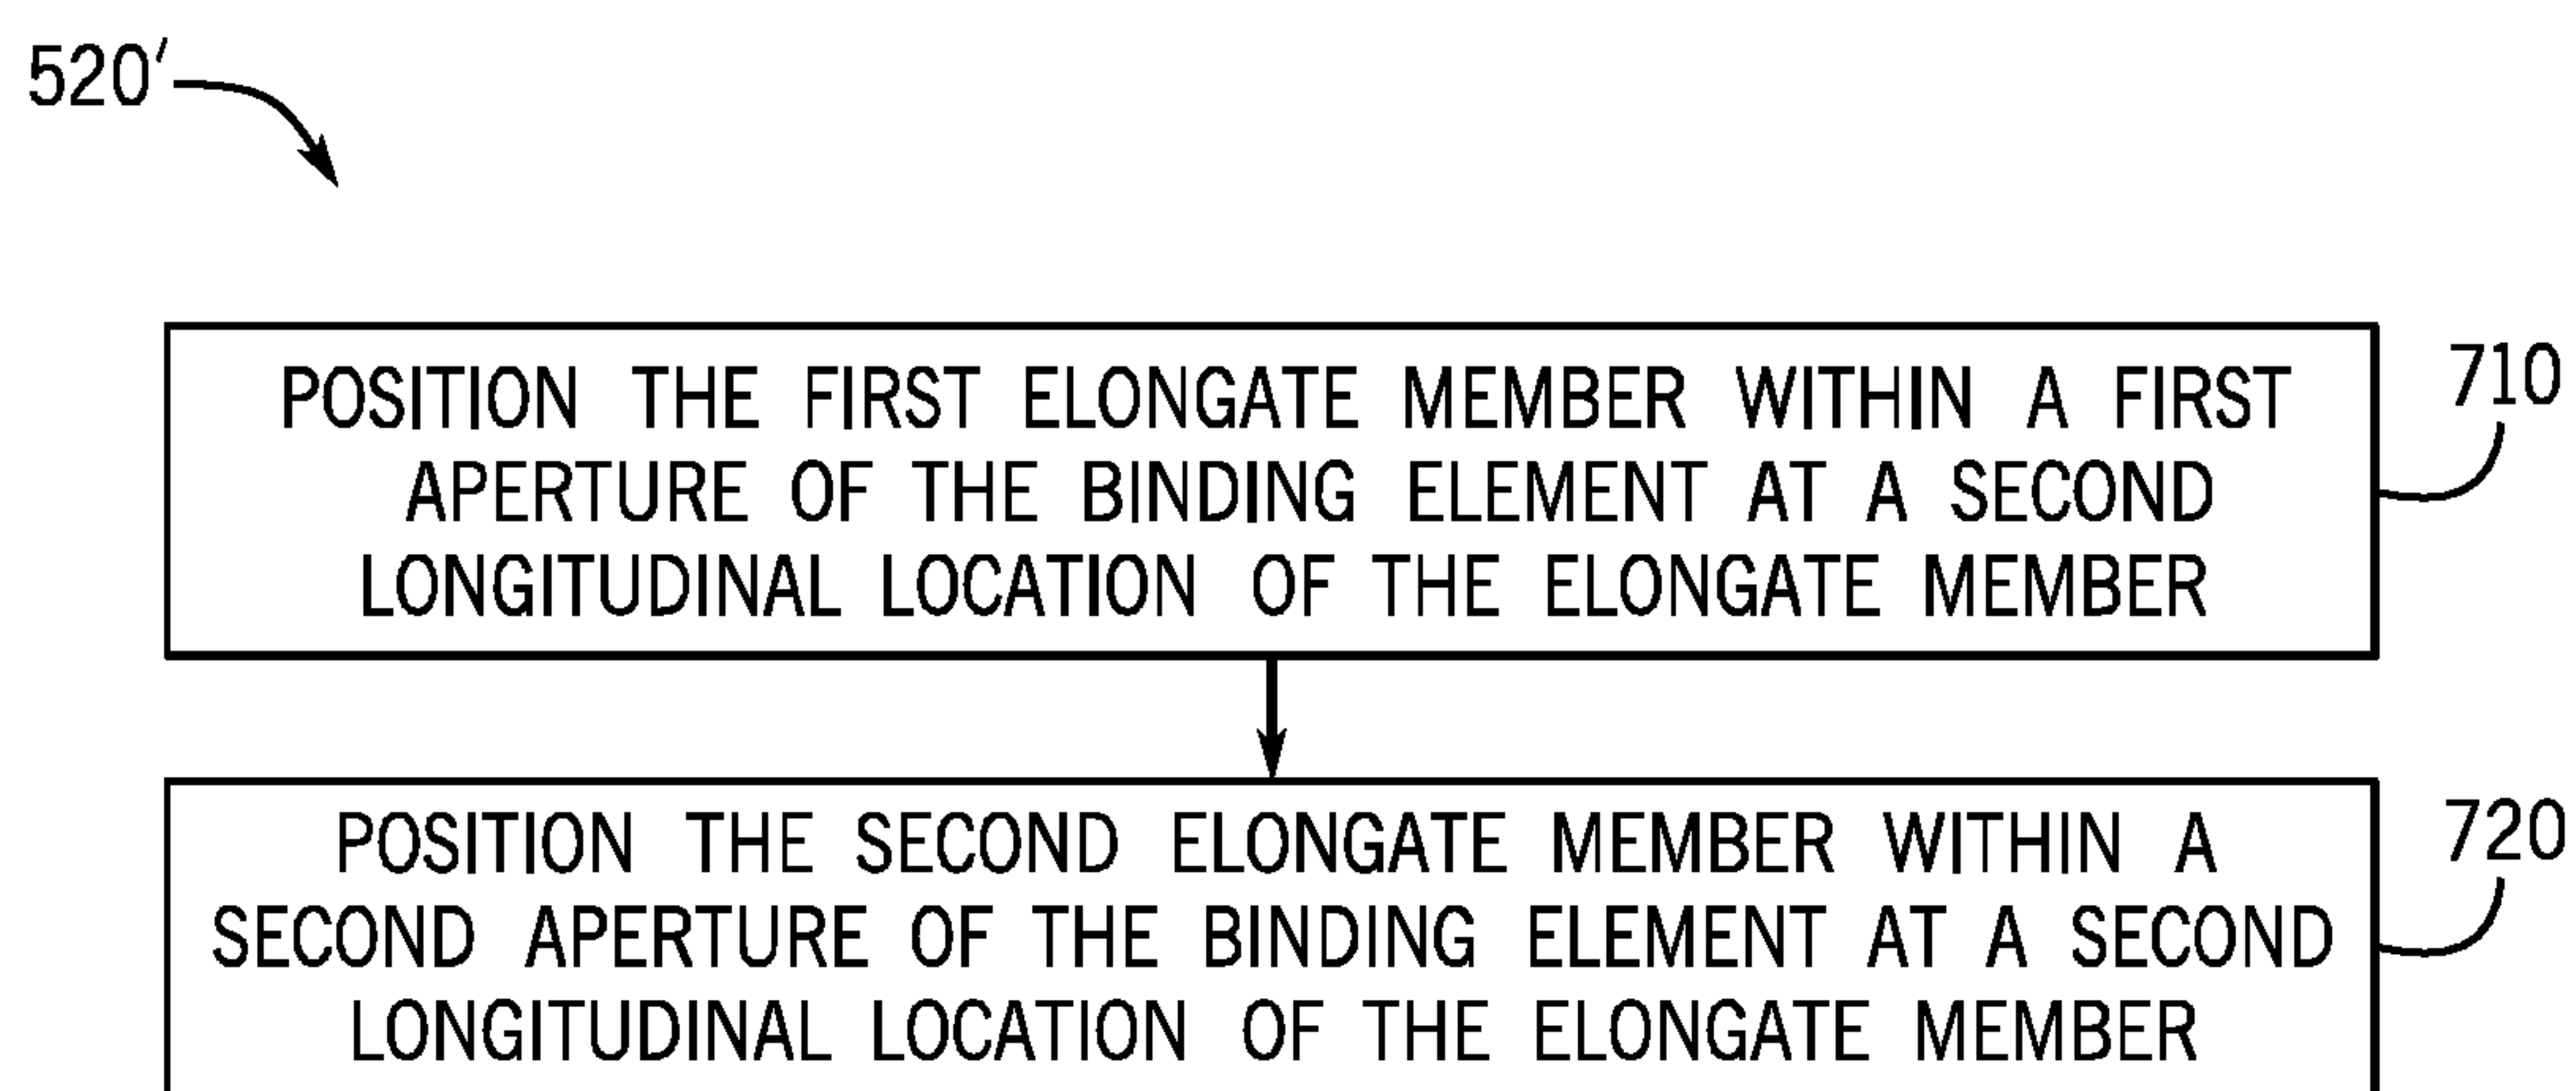 520'
POSITION THE FIRST ELONGATE MEMBER WITHIN A FIRST
APERTURE OF THE BINDING ELEMENT AT A SECOND
LONGITUDINAL LOCATION OF THE ELONGATE MEMBER
710
POSITION THE SECOND ELONGATE MEMBER WITHIN A
SECOND APERTURE OF THE BINDING ELEMENT AT A SECOND
LONGITUDINAL LOCATION OF THE ELONGATE MEMBER
720